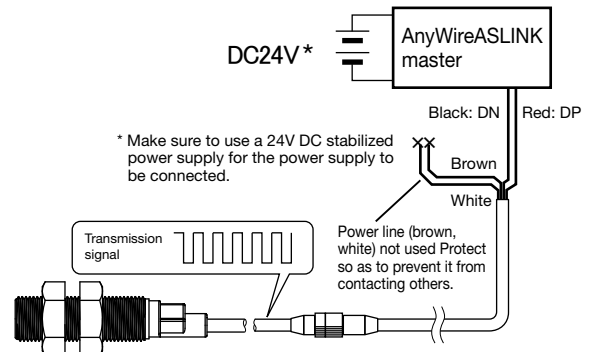 AnyWireASLINK
master
DC24V *
Black: DN
Red: DP
* Make sure to use a 24V DC stabilized
power supply for the power supply to
be connected.
Brown
White
Transmission
signal
Power line (brown,
white) not used Protect
so as to prevent it from
contacting others.